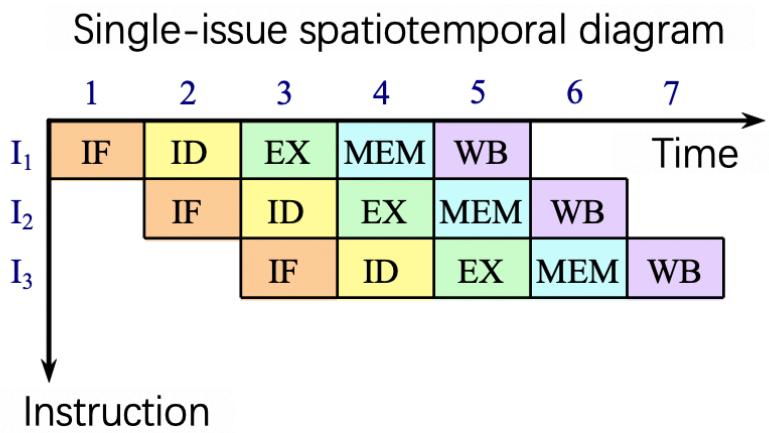 Single-issue spatiotemporal diagram
1 2 3 4 5 6 7
I₁ IF ID EX MEM WB Time
I₂ IF ID EX MEM WB
I₃ IF ID EX MEM WB
Instruction